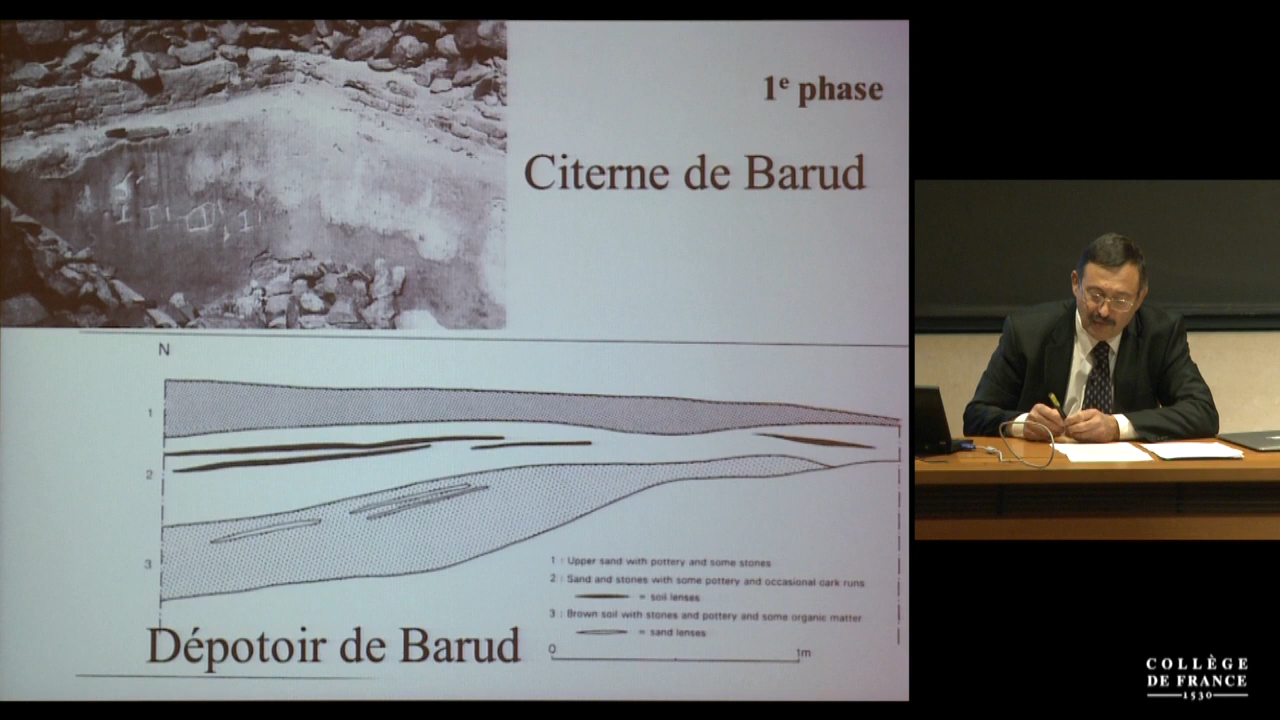 1e phase
Citerne de Barud
N
1
2
3
1 : Upper sand with pottery and some stones
2 : Sand and stones with some pottery and occasional dark runs
= soil lenses
3 : Brown soil with stones and pottery and some organic matter
= sand lenses
0 1m
Dépotoir de Barud
COLLÈGE
DE FRANCE
1530